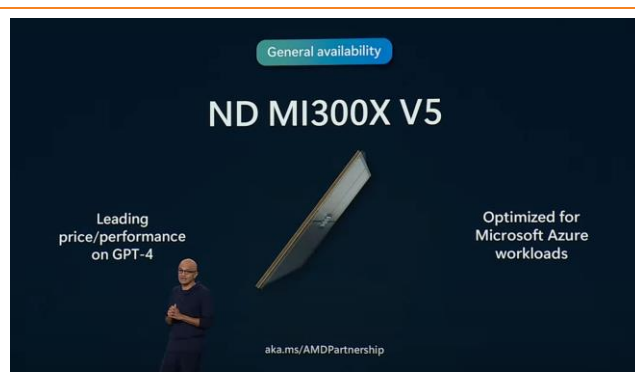 General availability
ND MI300X V5
Leading
price/performance
on GPT-4
Optimized for
Microsoft Azure
workloads
aka.ms/AMDPartnership